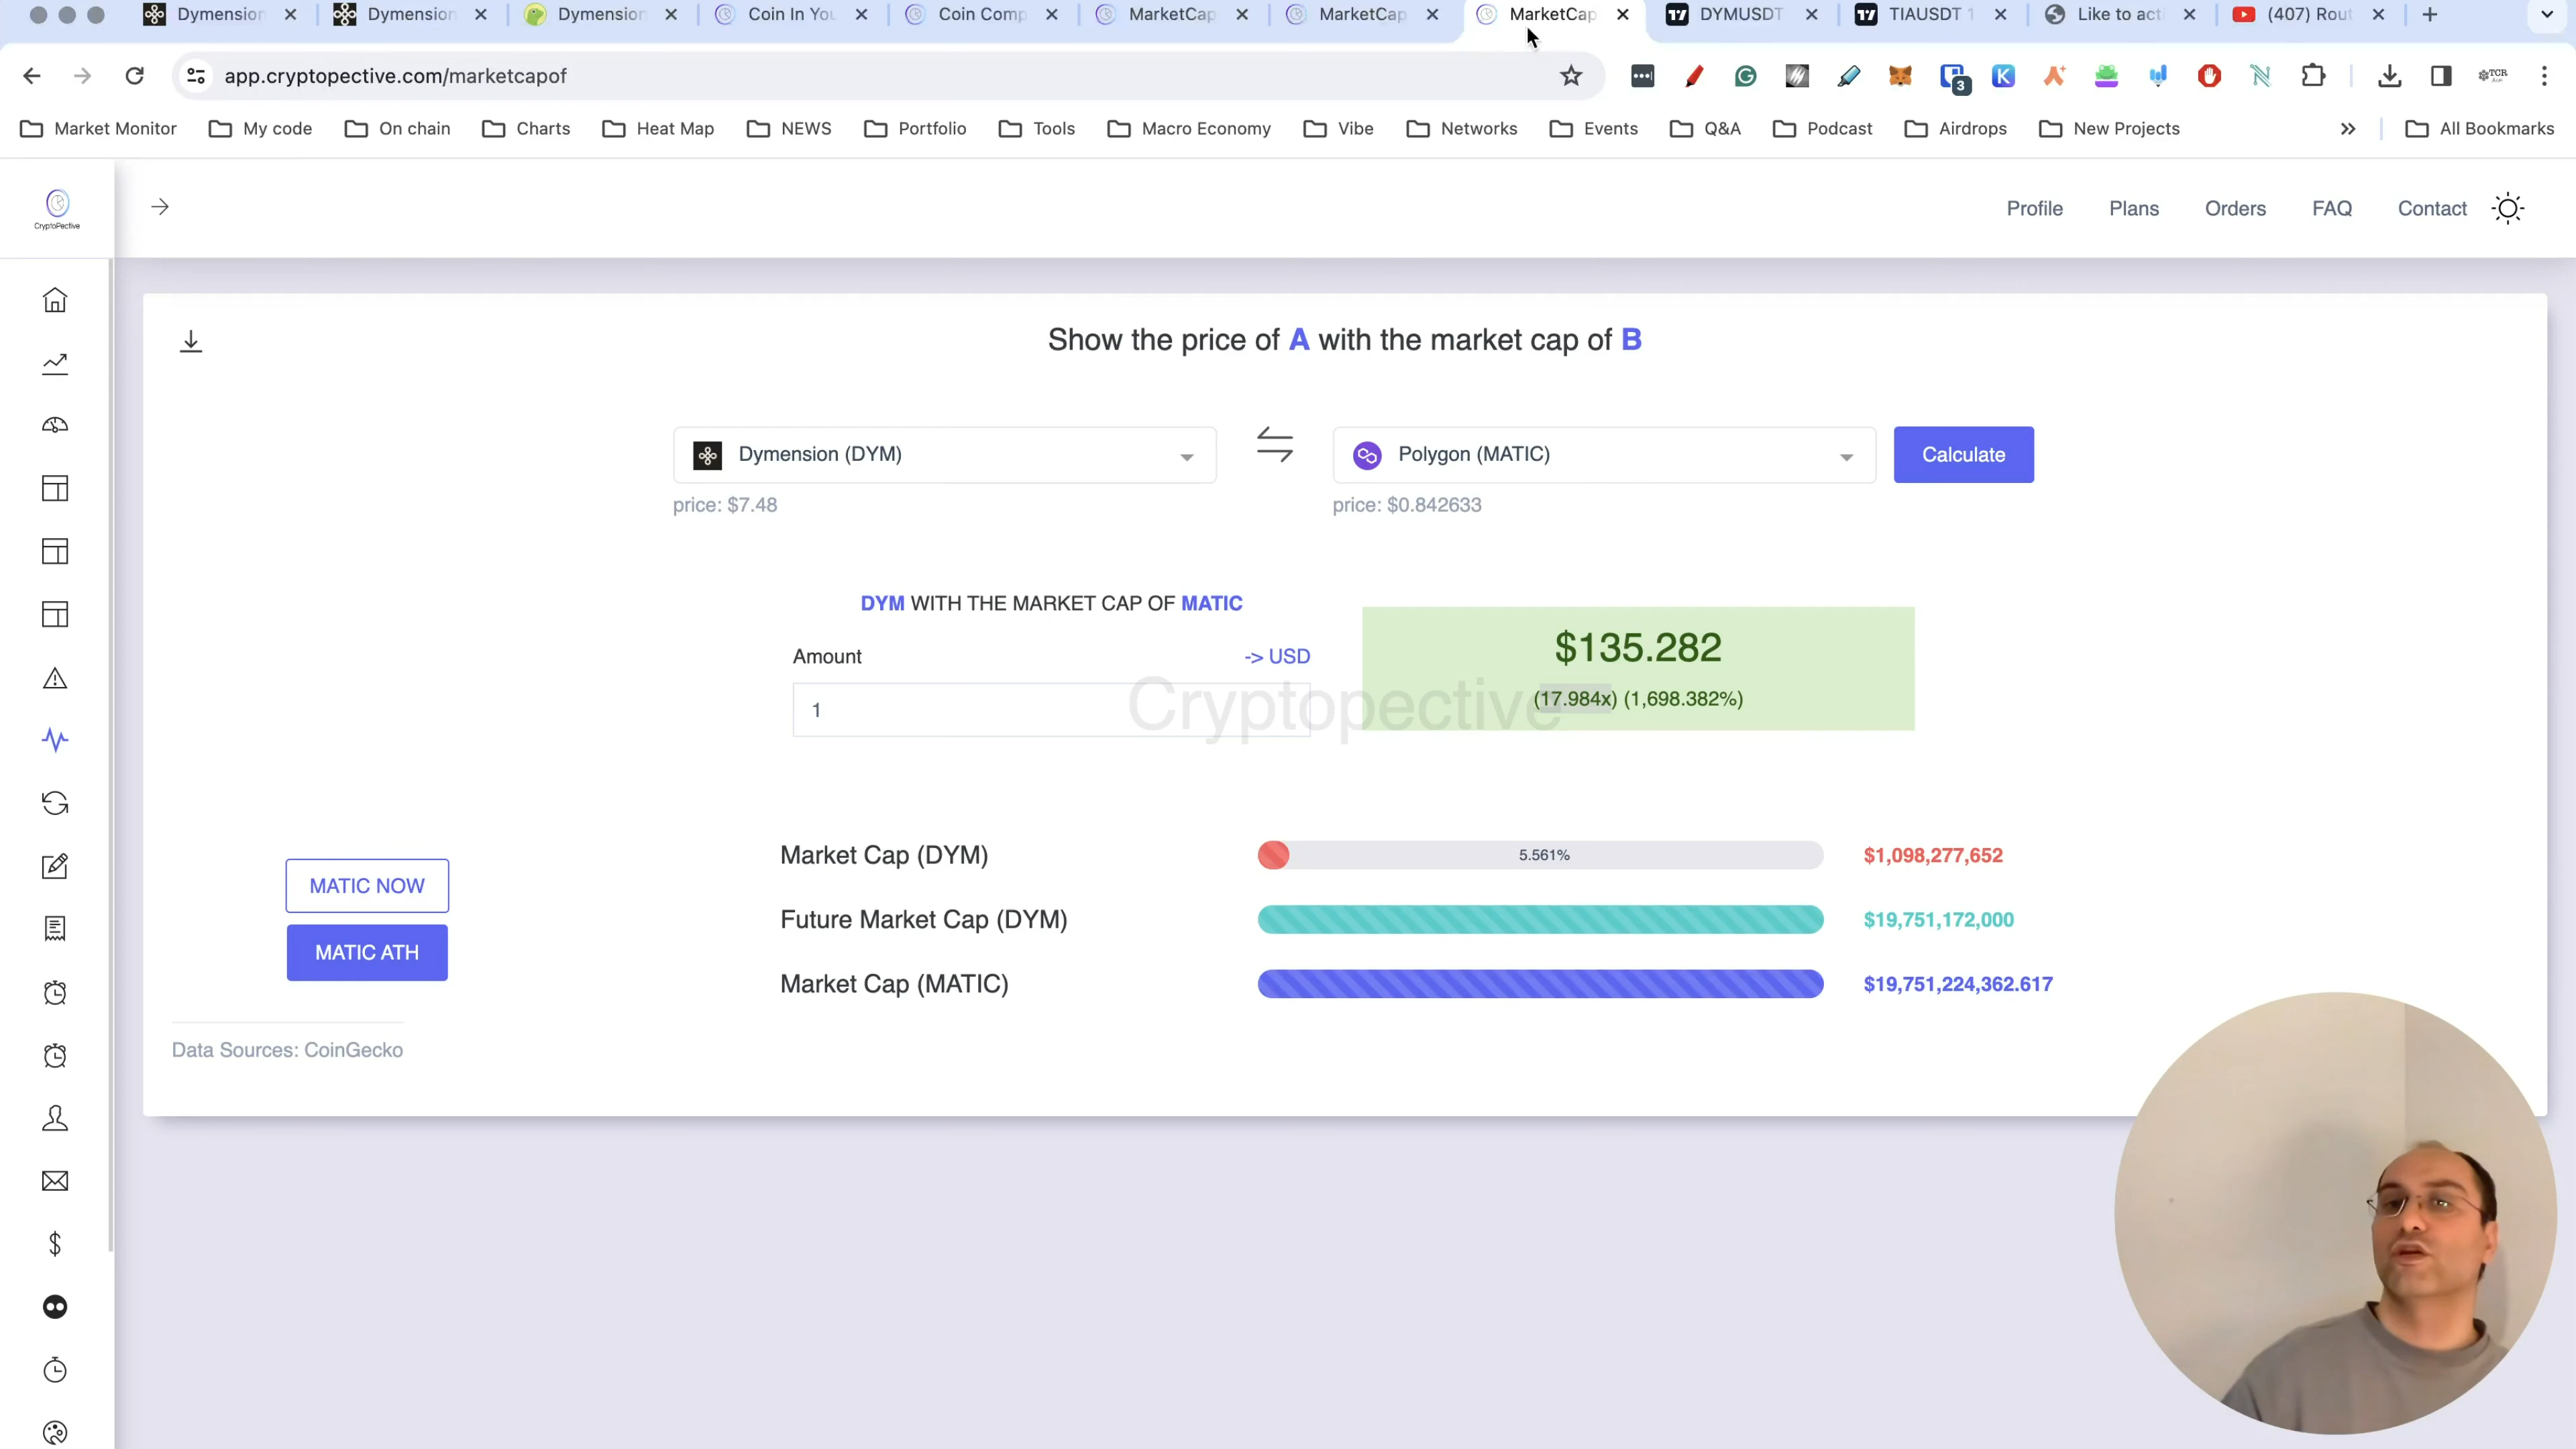 Dymension
Dymension
Dymension
Coin In You
Coin Comp
MarketCap
MarketCap
MarketCap
DYMUSDT
TIAUSDT 1
Like to act
(407) Rout
app.cryptopective.com/marketcapof
3
TCR
Market Monitor
My code
On chain
Charts
Heat Map
NEWS
Portfolio
Tools
Macro Economy
Vibe
Networks
Events
Q&A
Podcast
Airdrops
New Projects
All Bookmarks
CryptoPective
Profile
Plans
Orders
FAQ
Contact
Show the price of A with the market cap of B
Dymension (DYM)
Polygon (MATIC)
Calculate
price: $7.48
price: $0.842633
DYM WITH THE MARKET CAP OF MATIC
Amount
-> USD
1
$135.282
(17.984x) (1,698.382%)
Cryptopective
Market Cap (DYM)
5.561%
$1,098,277,652
MATIC NOW
Future Market Cap (DYM)
$19,751,172,000
MATIC ATH
Market Cap (MATIC)
$19,751,224,362.617
Data Sources: CoinGecko